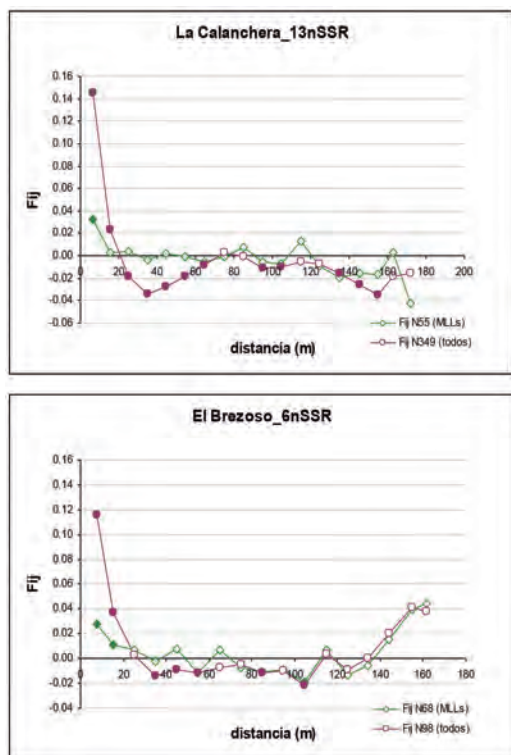 La Calanchera_13nSSR
0.16
0.14
0.12
0.10
0.08
0.06
0.04
0.02
0.00
-0.02
-0.04
-0.06
Fij
0 20 40 60 80 100 120 140 160 180 200
Fij N55 (MLLs)
Fij N349 (todos)
distancia (m)
El Brezoso_6nSSR
0.16
0.14
0.12
0.10
0.08
0.06
0.04
0.02
0.00
-0.02
-0.04
Fij
0 20 40 60 80 100 120 140 160 180
Fij N68 (MLLs)
Fij N98 (todos)
distancia (m)